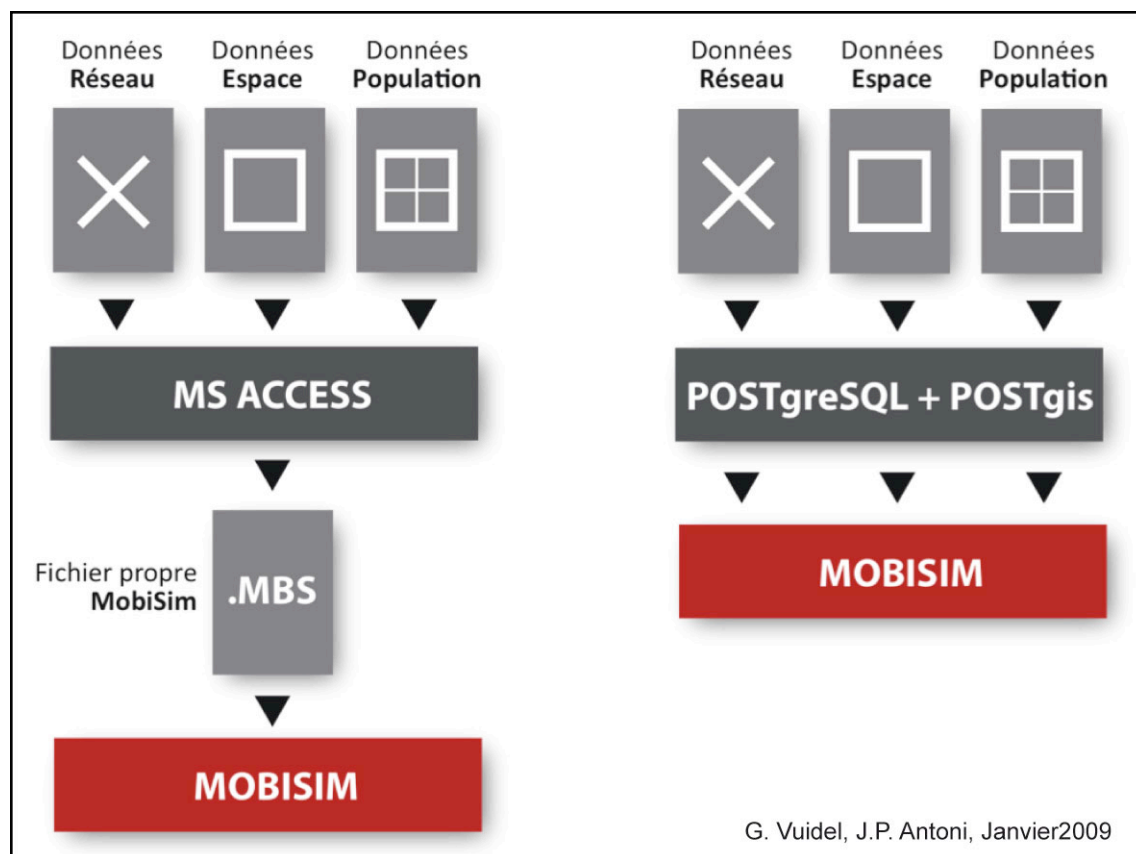 Données
Réseau
Données
Espace
Données
Population
MS ACCESS
Fichier propre
MobiSim
.MBS
MOBISIM
Données
Réseau
Données
Espace
Données
Population
POSTgreSQL + POSTgis
MOBISIM
G. Vuidel, J.P. Antoni, Janvier2009